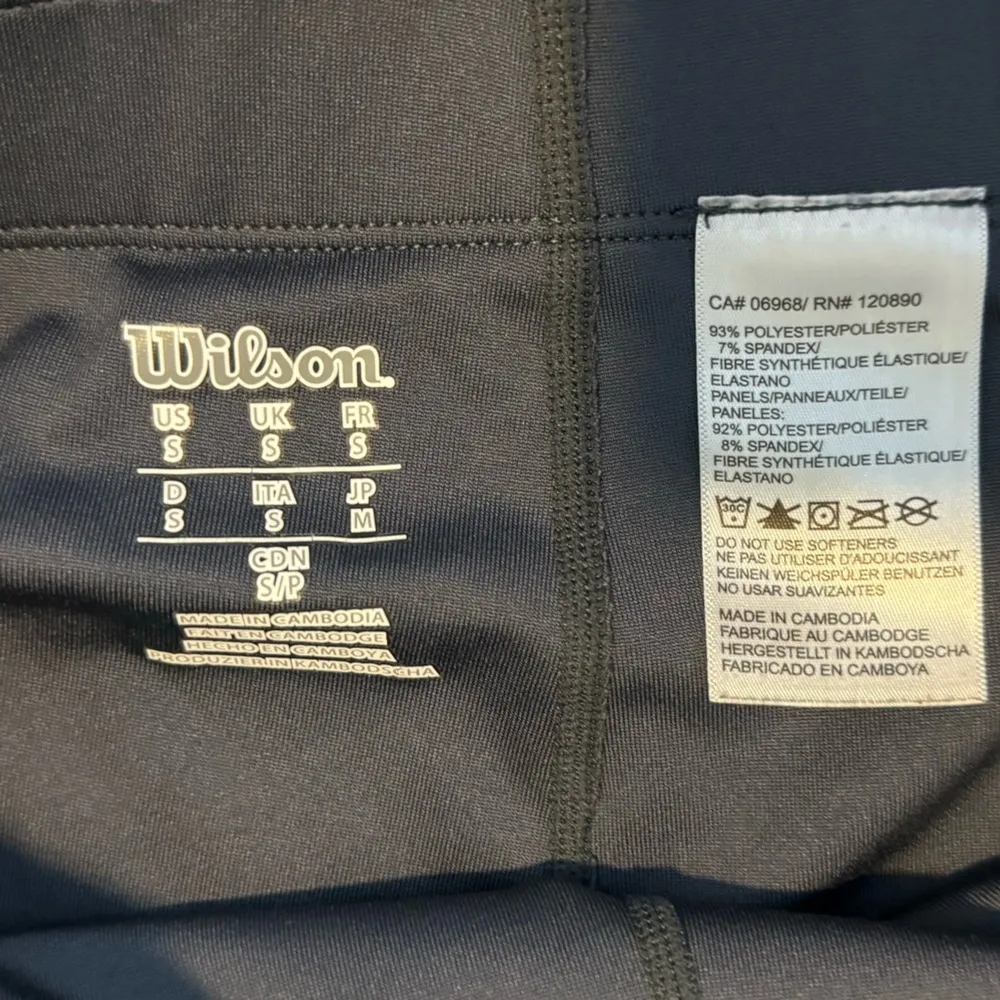 Wilson.
US UK FR
S S S
D ITA JP
S S M
CDN
S/P
MADE IN CAMBODIA
FAIT EN CAMBODGE
HECHO EN CAMBOYA
PRODUZIER IN KAMBODSCHA
CA# 06968/ RN# 120890
93% POLYESTER/POLIÉSTER
7% SPANDEX/
FIBRE SYNTHÉTIQUE ÉLASTIQUE/
ELASTANO
PANELS/PANNEAUX/TEILE/
PANELES:
92% POLYESTER/POLIÉSTER
8% SPANDEX/
FIBRE SYNTHÉTIQUE ÉLASTIQUE/
ELASTANO
30C
DO NOT USE SOFTENERS
NE PAS UTILISER D'ADOUCISSANT
KEINEN WEICHSPÜLER BENUTZEN
NO USAR SUAVIZANTES
MADE IN CAMBODIA
FABRIQUE AU CAMBODGE
HERGESTELLT IN KAMBODSCHA
FABRICADO EN CAMBOYA